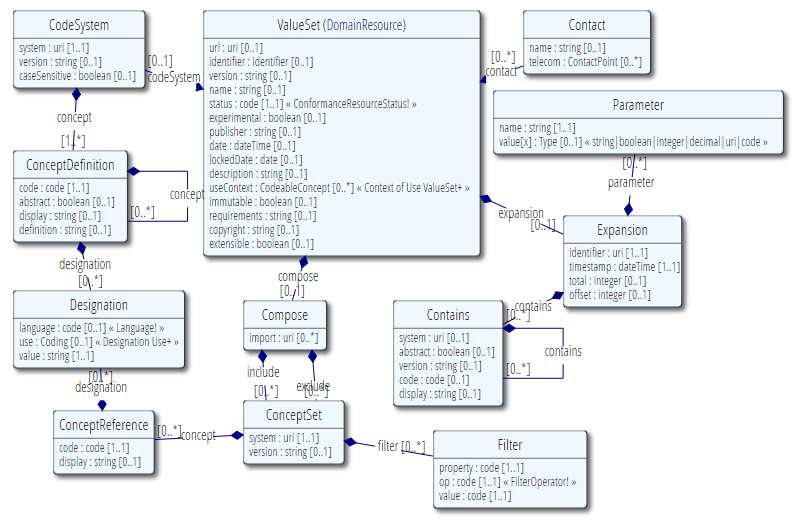 CodeSystem
system : uri [1..1]
version : string [0..1]
caseSensitive : boolean [0..1]
[0..1]
codeSystem
ValueSet (DomainResource)
url : uri [0..1]
identifier : Identifier [0..1]
version : string [0..1]
name : string [0..1]
status : code [1..1] « ConformanceResourceStatus! »
experimental : boolean [0..1]
publisher : string [0..1]
date : dateTime [0..1]
lockedDate : date [0..1]
description : string [0..1]
useContext : CodeableConcept [0..*] « Context of Use ValueSet+ »
immutable : boolean [0..1]
requirements : string [0..1]
copyright : string [0..1]
extensible : boolean [0..1]
Contact
name : string [0..1]
telecom : ContactPoint [0..*]
[0..*]
contact
Parameter
name : string [1..1]
value[x] : Type [0..1] « string|boolean|integer|decimal|uri|code »
[0..*]
parameter
concept
[1..*]
ConceptDefinition
code : code [1..1]
abstract : boolean [0..1]
display : string [0..1]
definition : string [0..1]
concept
[0..*]
expansion
[0..1]
Expansion
identifier : uri [1..1]
timestamp : dateTime [1..1]
total : integer [0..1]
offset : integer [0..1]
designation
[0..*]
compose
[0..1]
contains
[0..*]
Designation
language : code [0..1] « Language! »
use : Coding [0..1] « Designation Use+ »
value : string [1..1]
Compose
import : uri [0..*]
Contains
system : uri [0..1]
abstract : boolean [0..1]
version : string [0..1]
code : code [0..1]
display : string [0..1]
contains
[0..*]
[0..*]
designation
include
[0..*]
exclude
[0..*]
ConceptReference
code : code [1..1]
display : string [0..1]
[0..*]
concept
ConceptSet
system : uri [1..1]
version : string [0..1]
filter
[0..*]
Filter
property : code [1..1]
op : code [1..1] « FilterOperator! »
value : code [1..1]